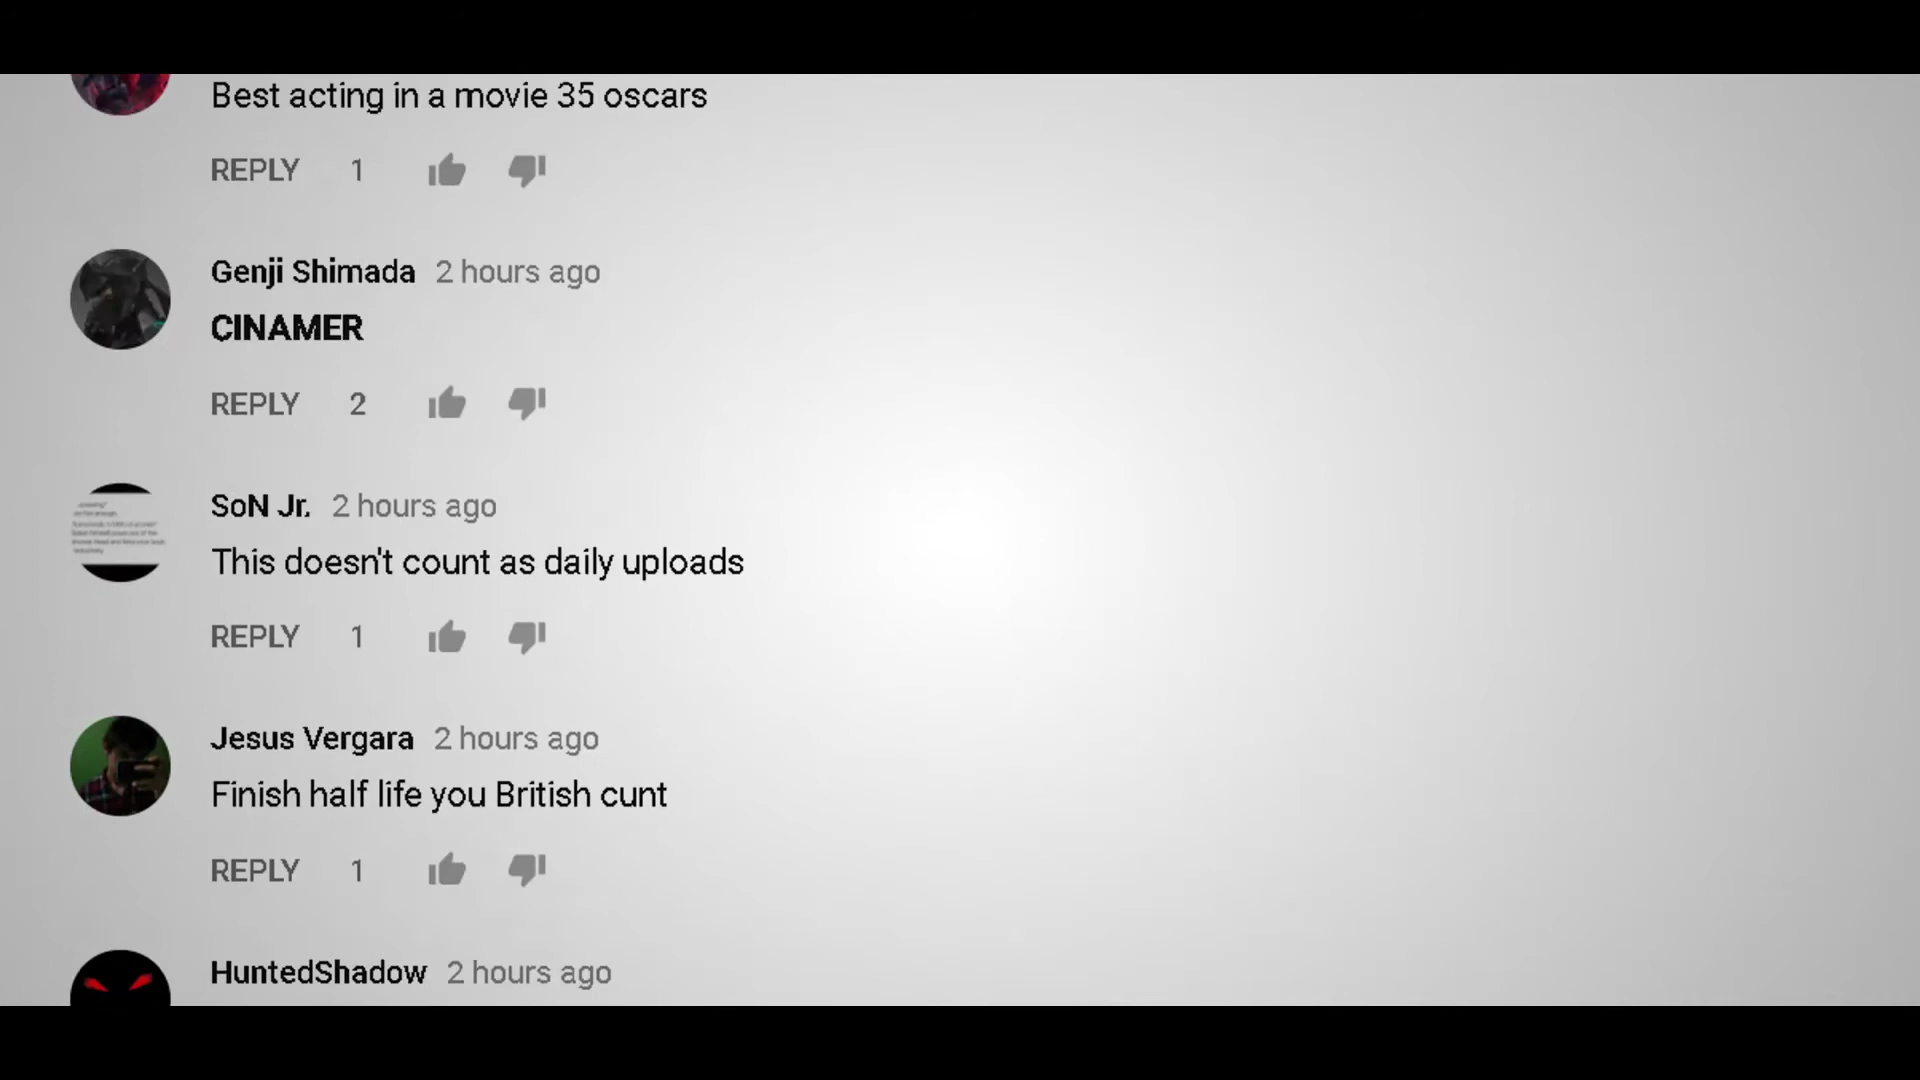 Best acting in a movie 35 oscars
REPLY 1
Genji Shimada 2 hours ago
CINAMER
REPLY 2
SoN Jr. 2 hours ago
This doesn't count as daily uploads
REPLY 1
Jesus Vergara 2 hours ago
Finish half life you British cunt
REPLY 1
HuntedShadow 2 hours ago